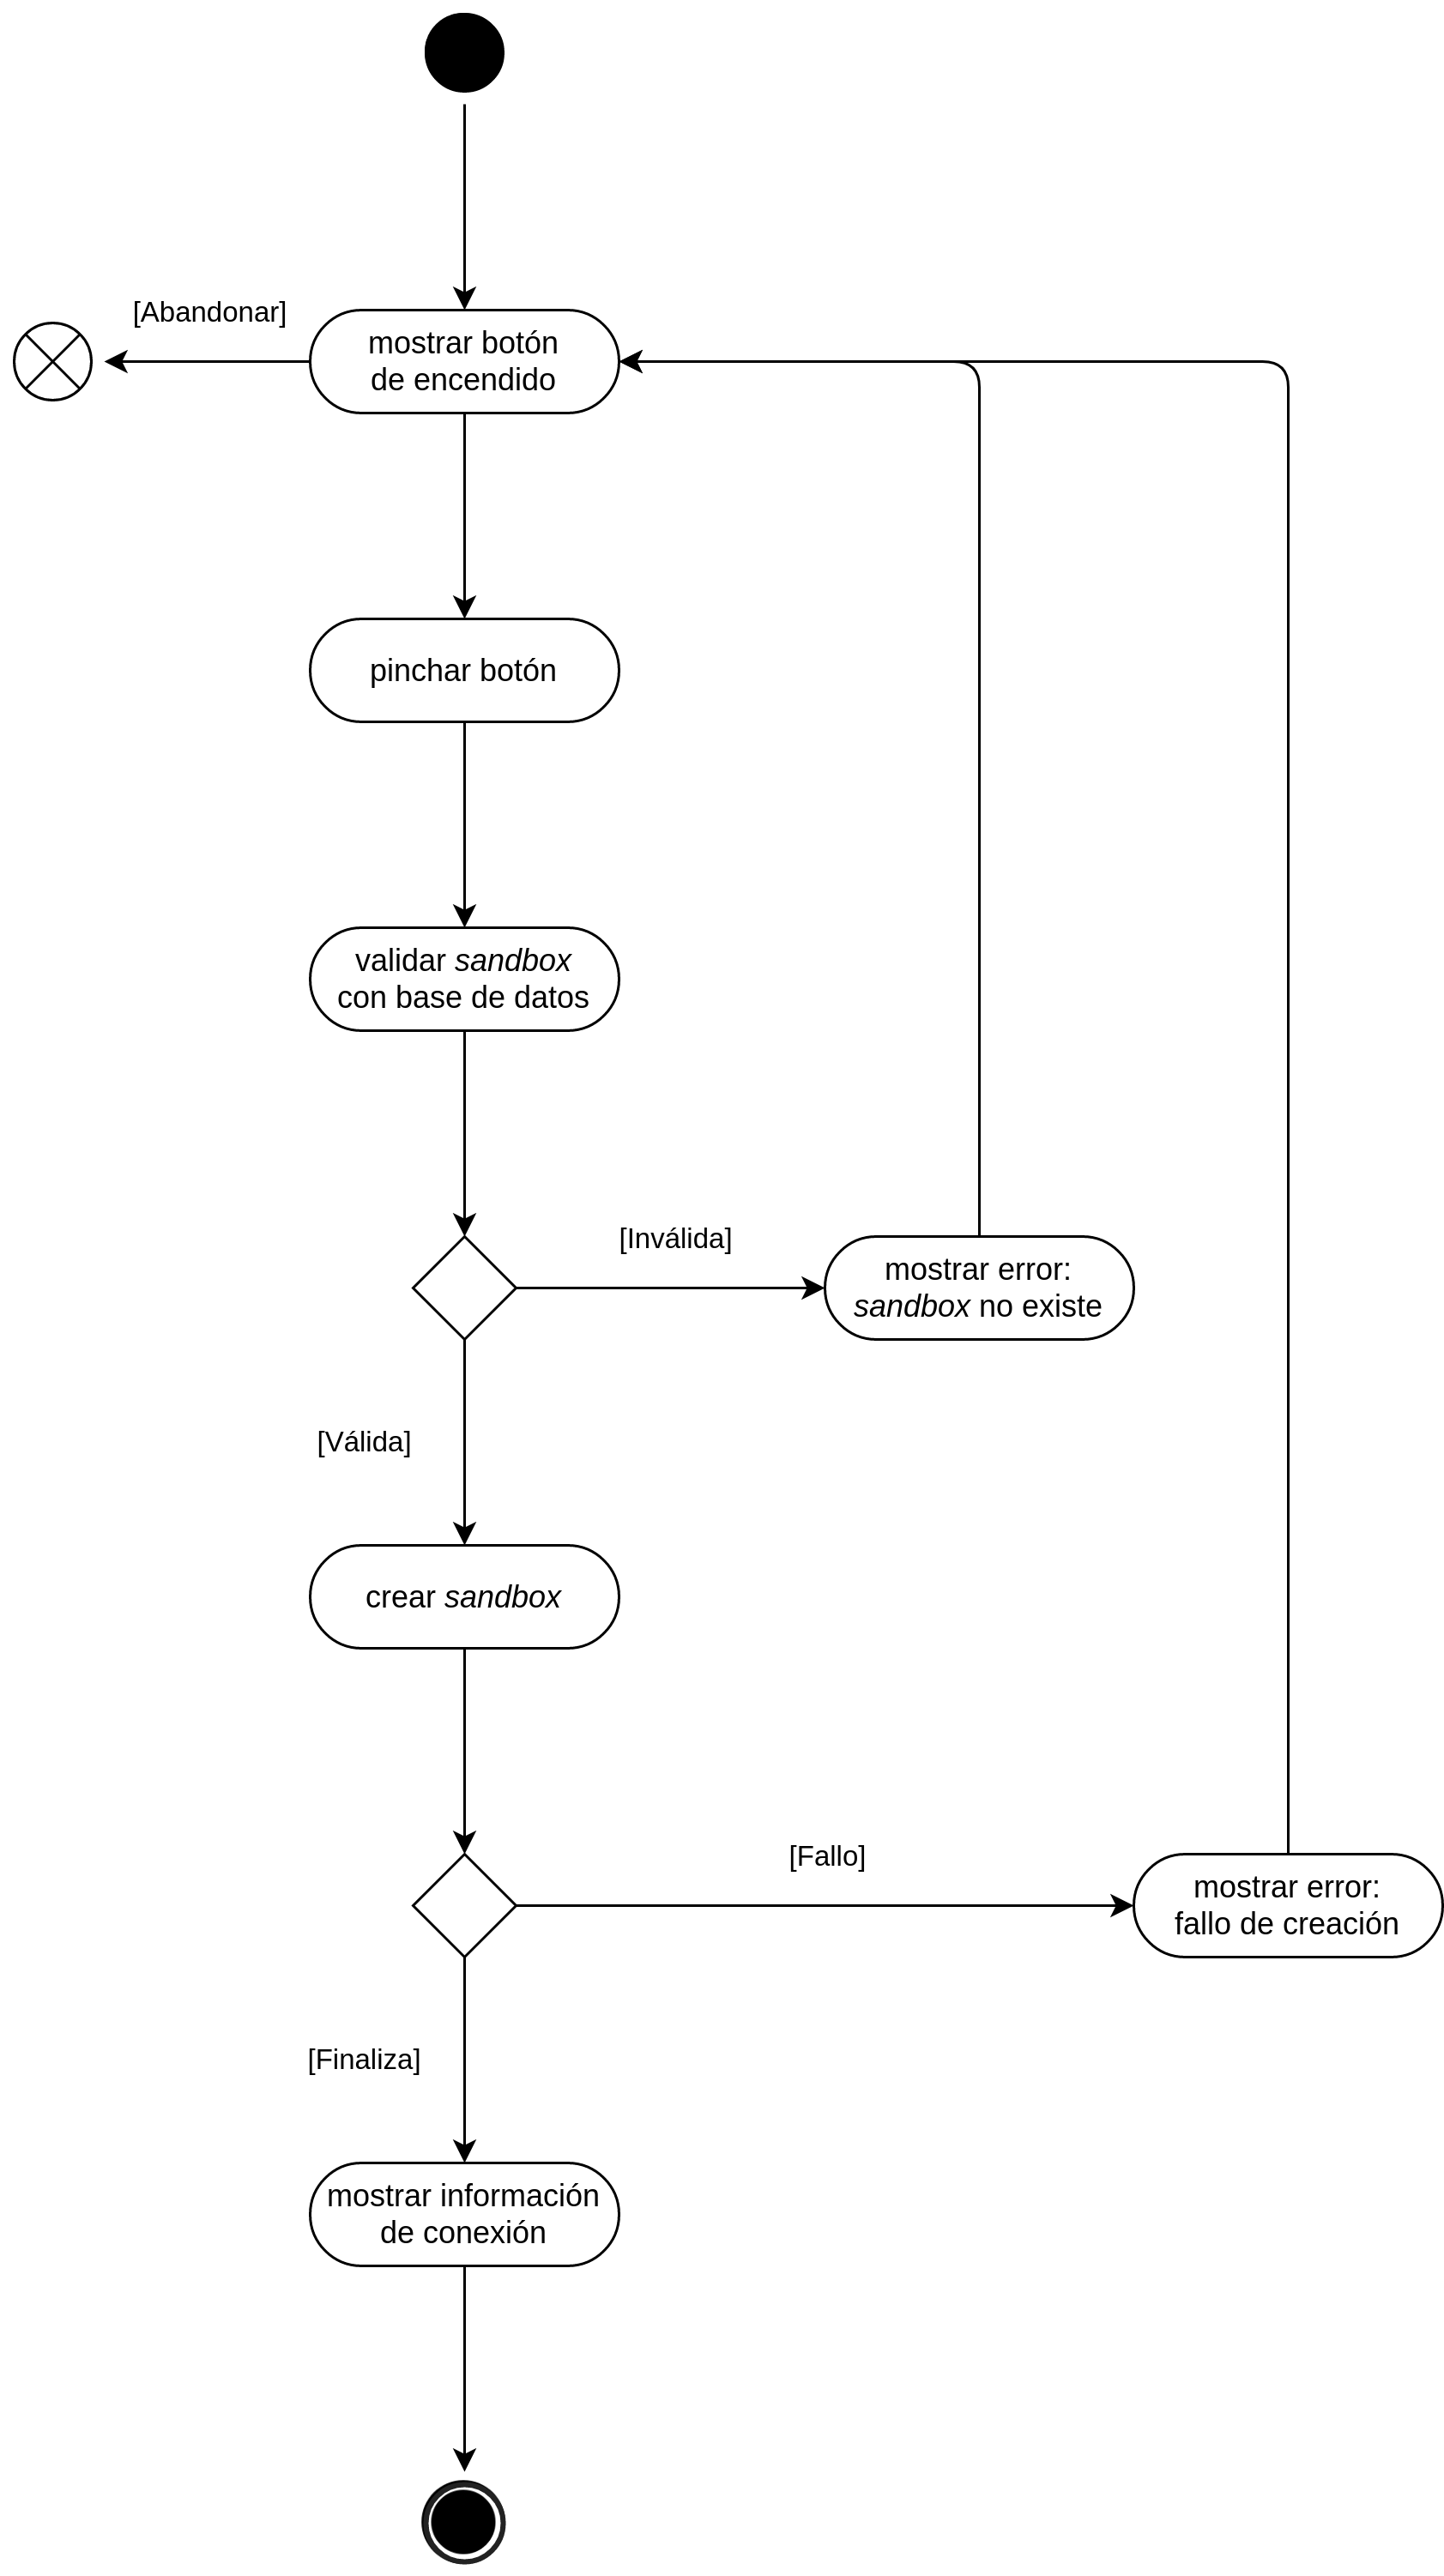 [Abandonar]
mostrar botón
de encendido
pinchar botón
validar sandbox
con base de datos
[Inválida]
mostrar error:
sandbox no existe
[Válida]
crear sandbox
[Fallo]
mostrar error:
fallo de creación
[Finaliza]
mostrar información
de conexión